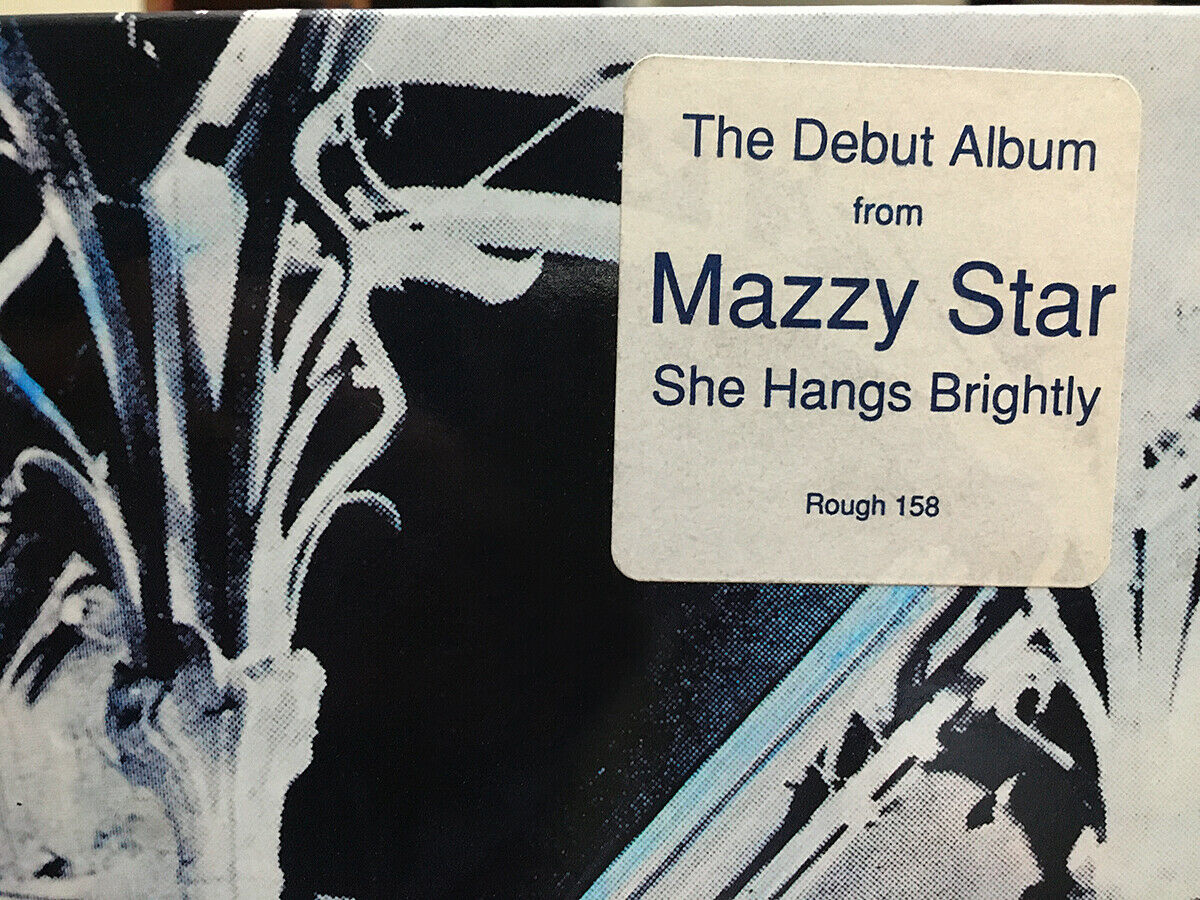 The Debut Album
from
Mazzy Star
She Hangs Brightly
Rough 158